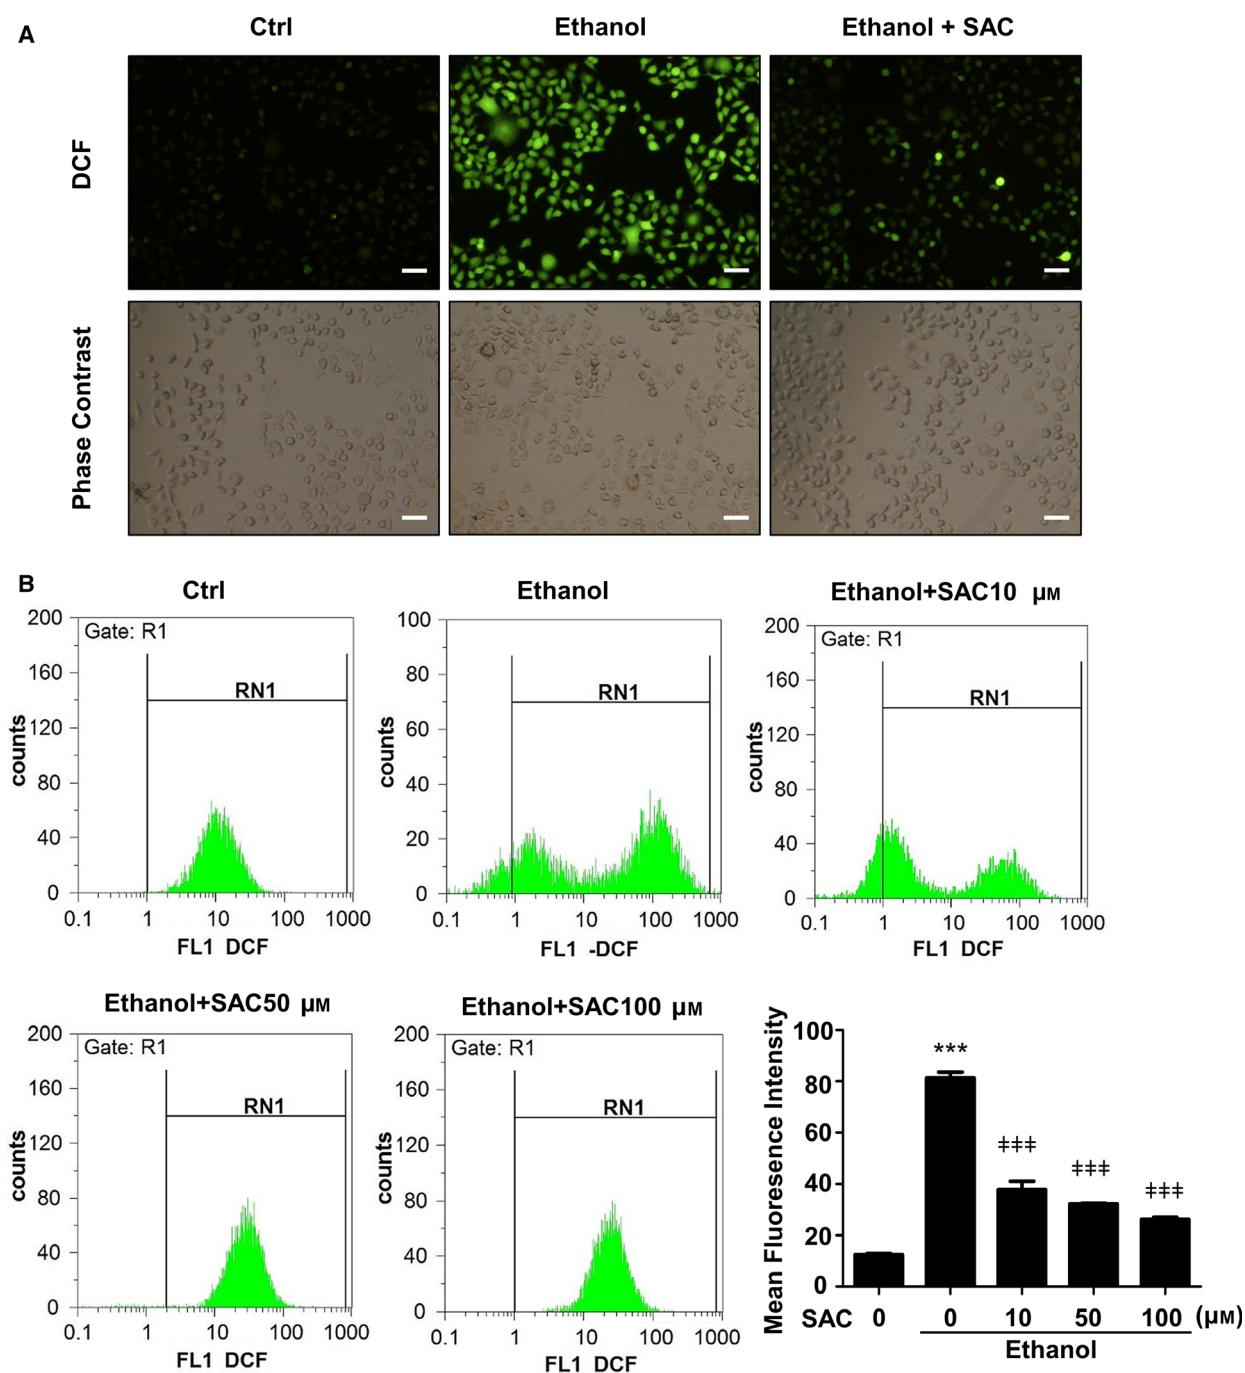 A
Ctrl
Ethanol
Ethanol + SAC
DCF
Phase Contrast
B
Ctrl
200
160
120
80
40
0
counts
Gate: R1
RN1
0.1 1 10 100 1000
FL1 DCF
Ethanol
100
80
60
40
20
0
counts
RN1
0.1 1 10 100 1000
FL1 -DCF
Ethanol+SAC10 μM
200
160
120
80
40
0
counts
Gate: R1
RN1
0.1 1 10 100 1000
FL1 DCF
Ethanol+SAC50 μM
200
160
120
80
40
0
counts
Gate: R1
RN1
0.1 1 10 100 1000
FL1 DCF
Ethanol+SAC100 μM
200
160
120
80
40
0
counts
Gate: R1
RN1
0.1 1 10 100 1000
FL1 DCF
Mean Fluoresence Intensity
100
80
60
40
20
0
***
‡‡‡
‡‡‡
‡‡‡
SAC 0 0 10 50 100 (μM)
Ethanol